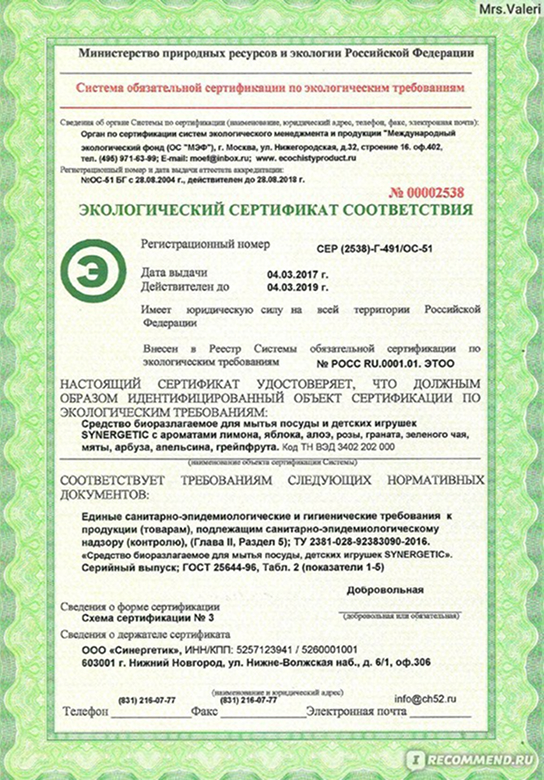 Mrs.Valeri
Министерство природных ресурсов и экологии Российской Федерации
Система обязательной сертификации по экологическим требованиям
Сведения об органе Системы по сертификации (наименование, юридический адрес, телефон, факс, электронная почта):
Орган по сертификации систем экологического менеджмента и продукции "Международный
экологический фонд (ОС "МЭФ"), г. Москва, ул. Нижегородская, д.32, строение 16. оф.402,
тел. (495) 971-63-99; E-mail: moef@inbox.ru; www. ecochistyproduct.ru
Регистрационный номер и дата выдачи аттестата аккредитации:
№ОС-51 БГ с 28.08.2004 г., действителен до 28.08.2018 г.
№ 00002538
ЭКОЛОГИЧЕСКИЙ СЕРТИФИКАТ СООТВЕТСТВИЯ
Э
Регистрационный номер СЕР (2538)-Г-491/ОС-51
Дата выдачи 04.03.2017 г.
Действителен до 04.03.2019 г.
Имеет юридическую силу на всей территории Российской
Федерации
Внесен в Реестр Системы обязательной сертификации по
экологическим требованиям № РОСС RU.0001.01. ЭТОО
НАСТОЯЩИЙ СЕРТИФИКАТ УДОСТОВЕРЯЕТ, ЧТО ДОЛЖНЫМ
ОБРАЗОМ ИДЕНТИФИЦИРОВАННЫЙ ОБЪЕКТ СЕРТИФИКАЦИИ ПО
ЭКОЛОГИЧЕСКИМ ТРЕБОВАНИЯМ:
Средство биоразлагаемое для мытья посуды и детских игрушек
SYNERGETIC с ароматами лимона, яблока, алоэ, розы, граната, зеленого чая,
мяты, арбуза, апельсина, грейпфрута. Код ТН ВЭД 3402 202 000
(наименование объекта сертификации Системы)
СООТВЕТСТВУЕТ ТРЕБОВАНИЯМ СЛЕДУЮЩИХ НОРМАТИВНЫХ
ДОКУМЕНТОВ:
Единые санитарно-эпидемиологические и гигиенические требования к
продукции (товарам), подлежащим санитарно-эпидемиологическому
надзору (контролю), (Глава II, Раздел 5); ТУ 2381-028-92383090-2016.
«Средство биоразлагаемое для мытья посуды, детских игрушек SYNERGETIC».
Серийный выпуск; ГОСТ 25644-96, Табл. 2 (показатели 1-5)
Добровольная
Сведения о форме сертификации (добровольная или обязательная)
Схема сертификации № 3
Сведения о держателе сертификата
ООО «Синергетик», ИНН/КПП: 5257123941 / 5260001001
603001 г. Нижний Новгород, ул. Нижне-Волжская наб., д. 6/1, оф.306
(наименование и юридический адрес)
(831) 216-07-77 (831) 216-07-77 info@ch52.ru
Телефон Факс Электронная почта
IRECOMMEND.RU